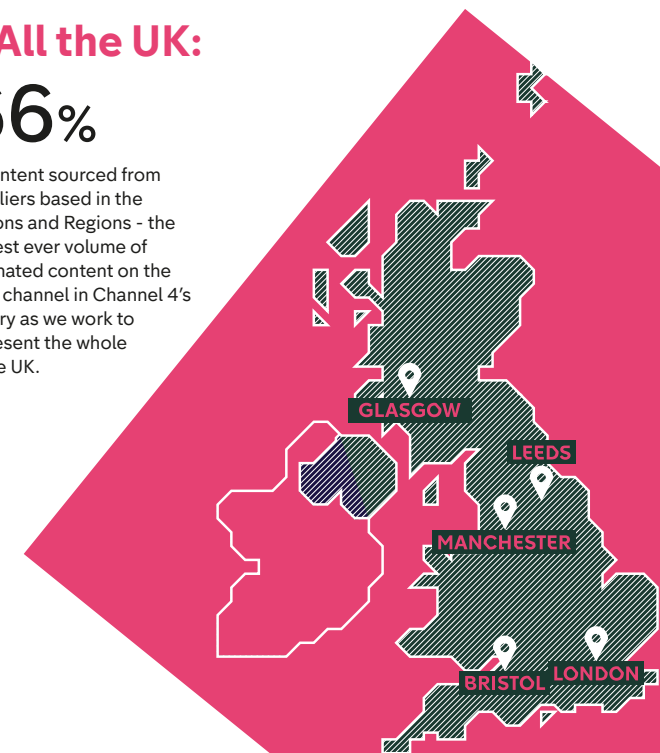 All the UK:
66%
ntent sourced from
liers based in the
ons and Regions - the
est ever volume of
nated content on the
channel in Channel 4's
ry as we work to
esent the whole
e UK.
GLASGOW
LEEDS
MANCHESTER
BRISTOL
LONDON